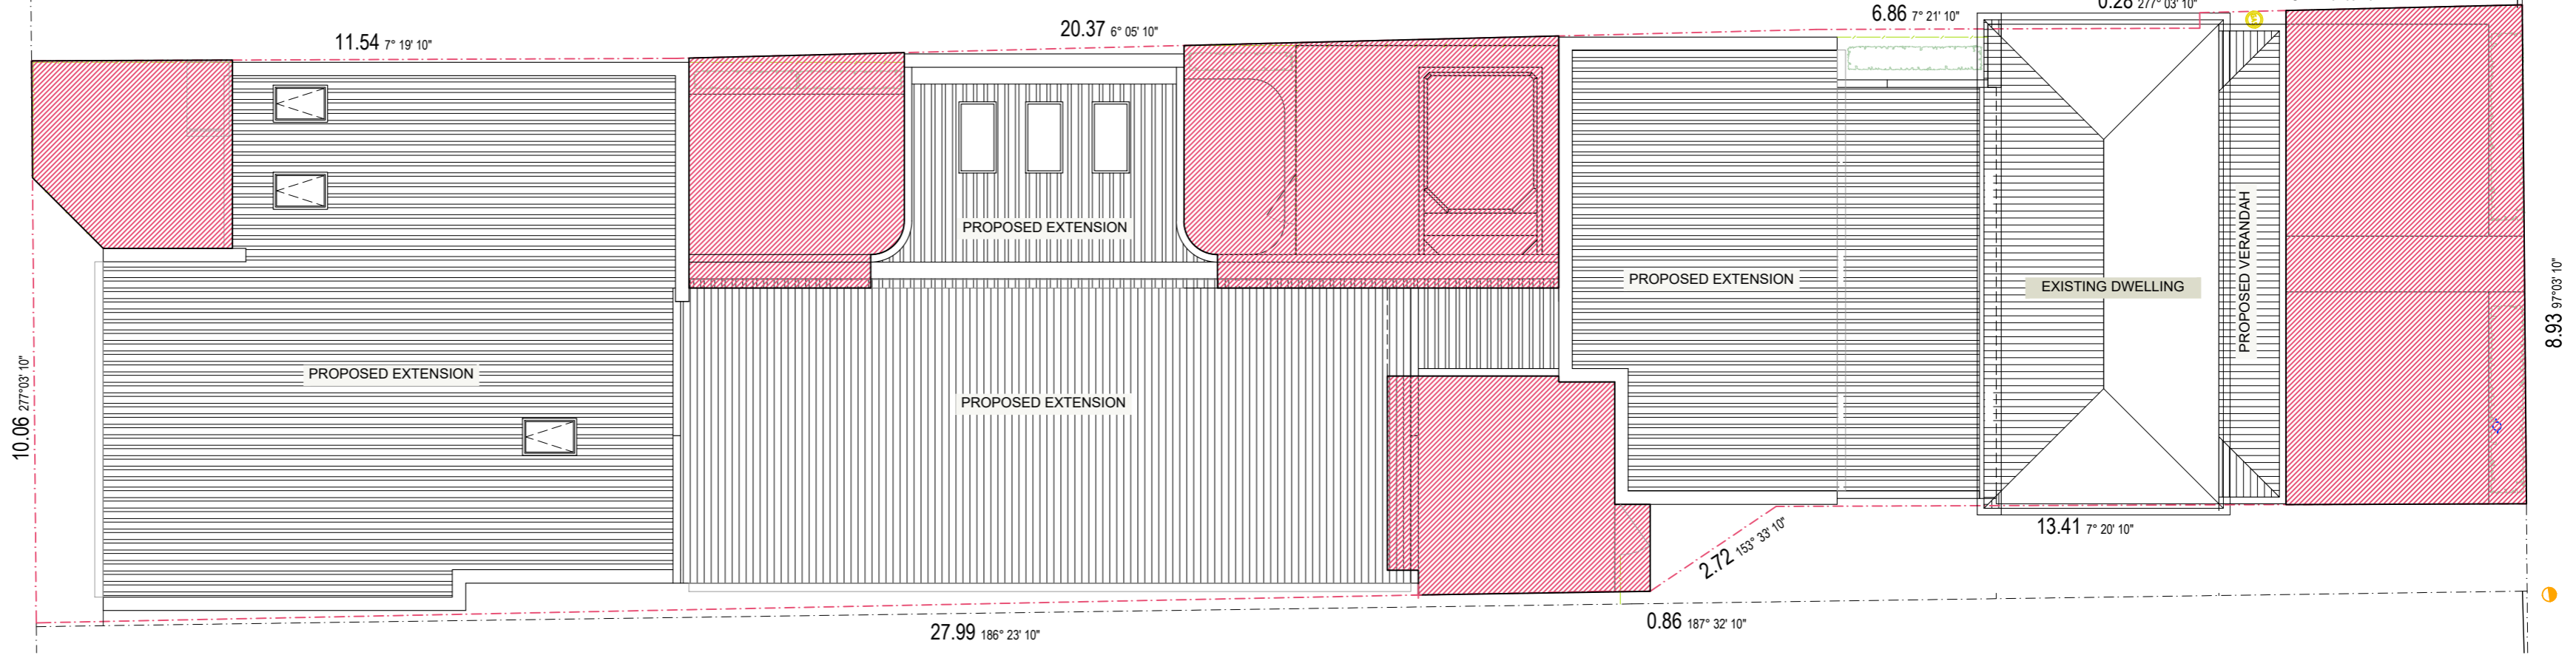 0.28 277° 03' 10"
6.86 7° 21' 10"
20.37 6° 05' 10"
11.54 7° 19' 10"
PROPOSED EXTENSION
PROPOSED EXTENSION
EXISTING DWELLING
PROPOSED VERANDAH
8.93 97°03' 10"
PROPOSED EXTENSION
PROPOSED EXTENSION
10.06 277°03' 10"
13.41 7° 20' 10"
2.72 153° 33' 10"
0.86 187° 32' 10"
27.99 186° 23' 10"